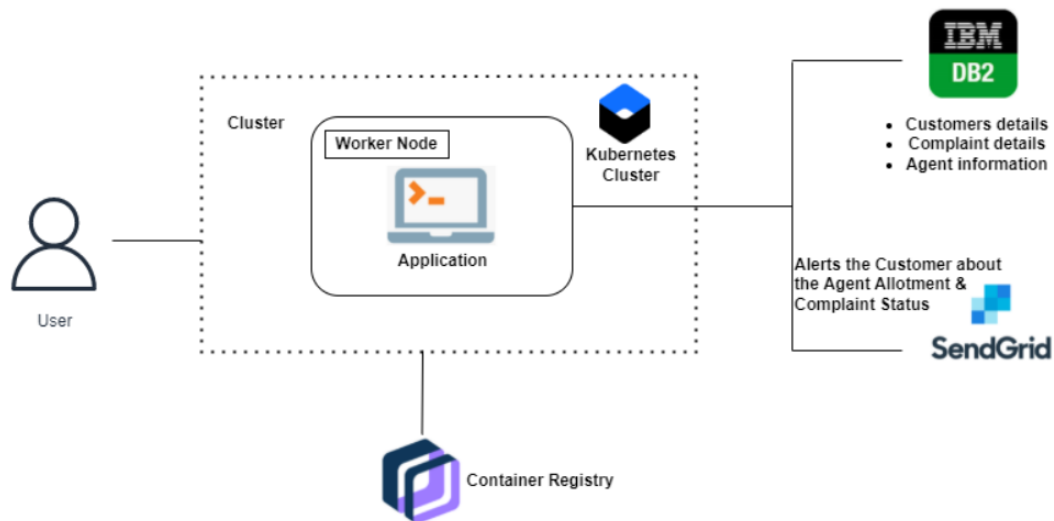 IBM
DB2
Cluster
Worker Node
Kubernetes
Cluster
• Customers details
• Complaint details
• Agent information
Application
User
Alerts the Customer about
the Agent Allotment &
Complaint Status
SendGrid
Container Registry